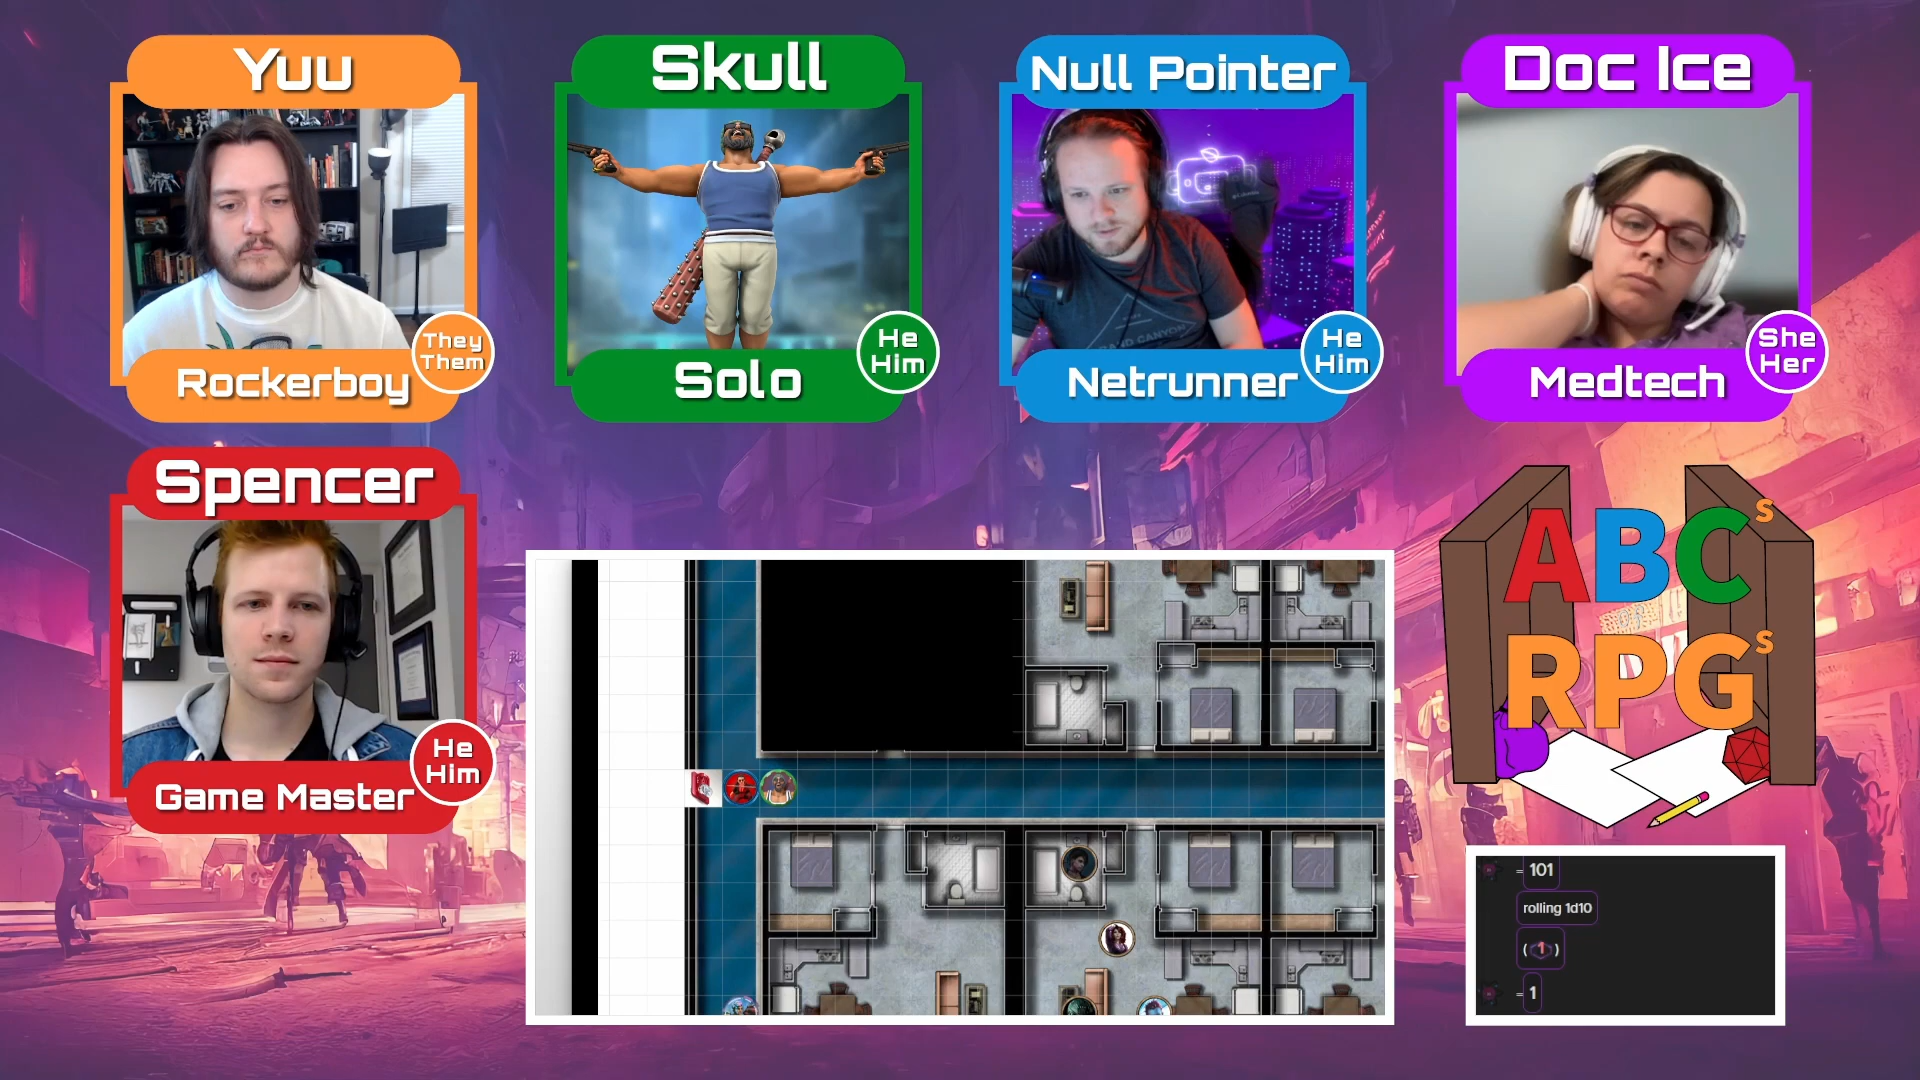 Yuu
Skull
Null Pointer
Doc Ice
They
Them
He
Him
He
Him
She
Her
Rockerboy
Solo
Netrunner
Medtech
Spencer
He
Him
Game Master
ABCs
RPGs
= 101
rolling 1d10
(1)
= 1